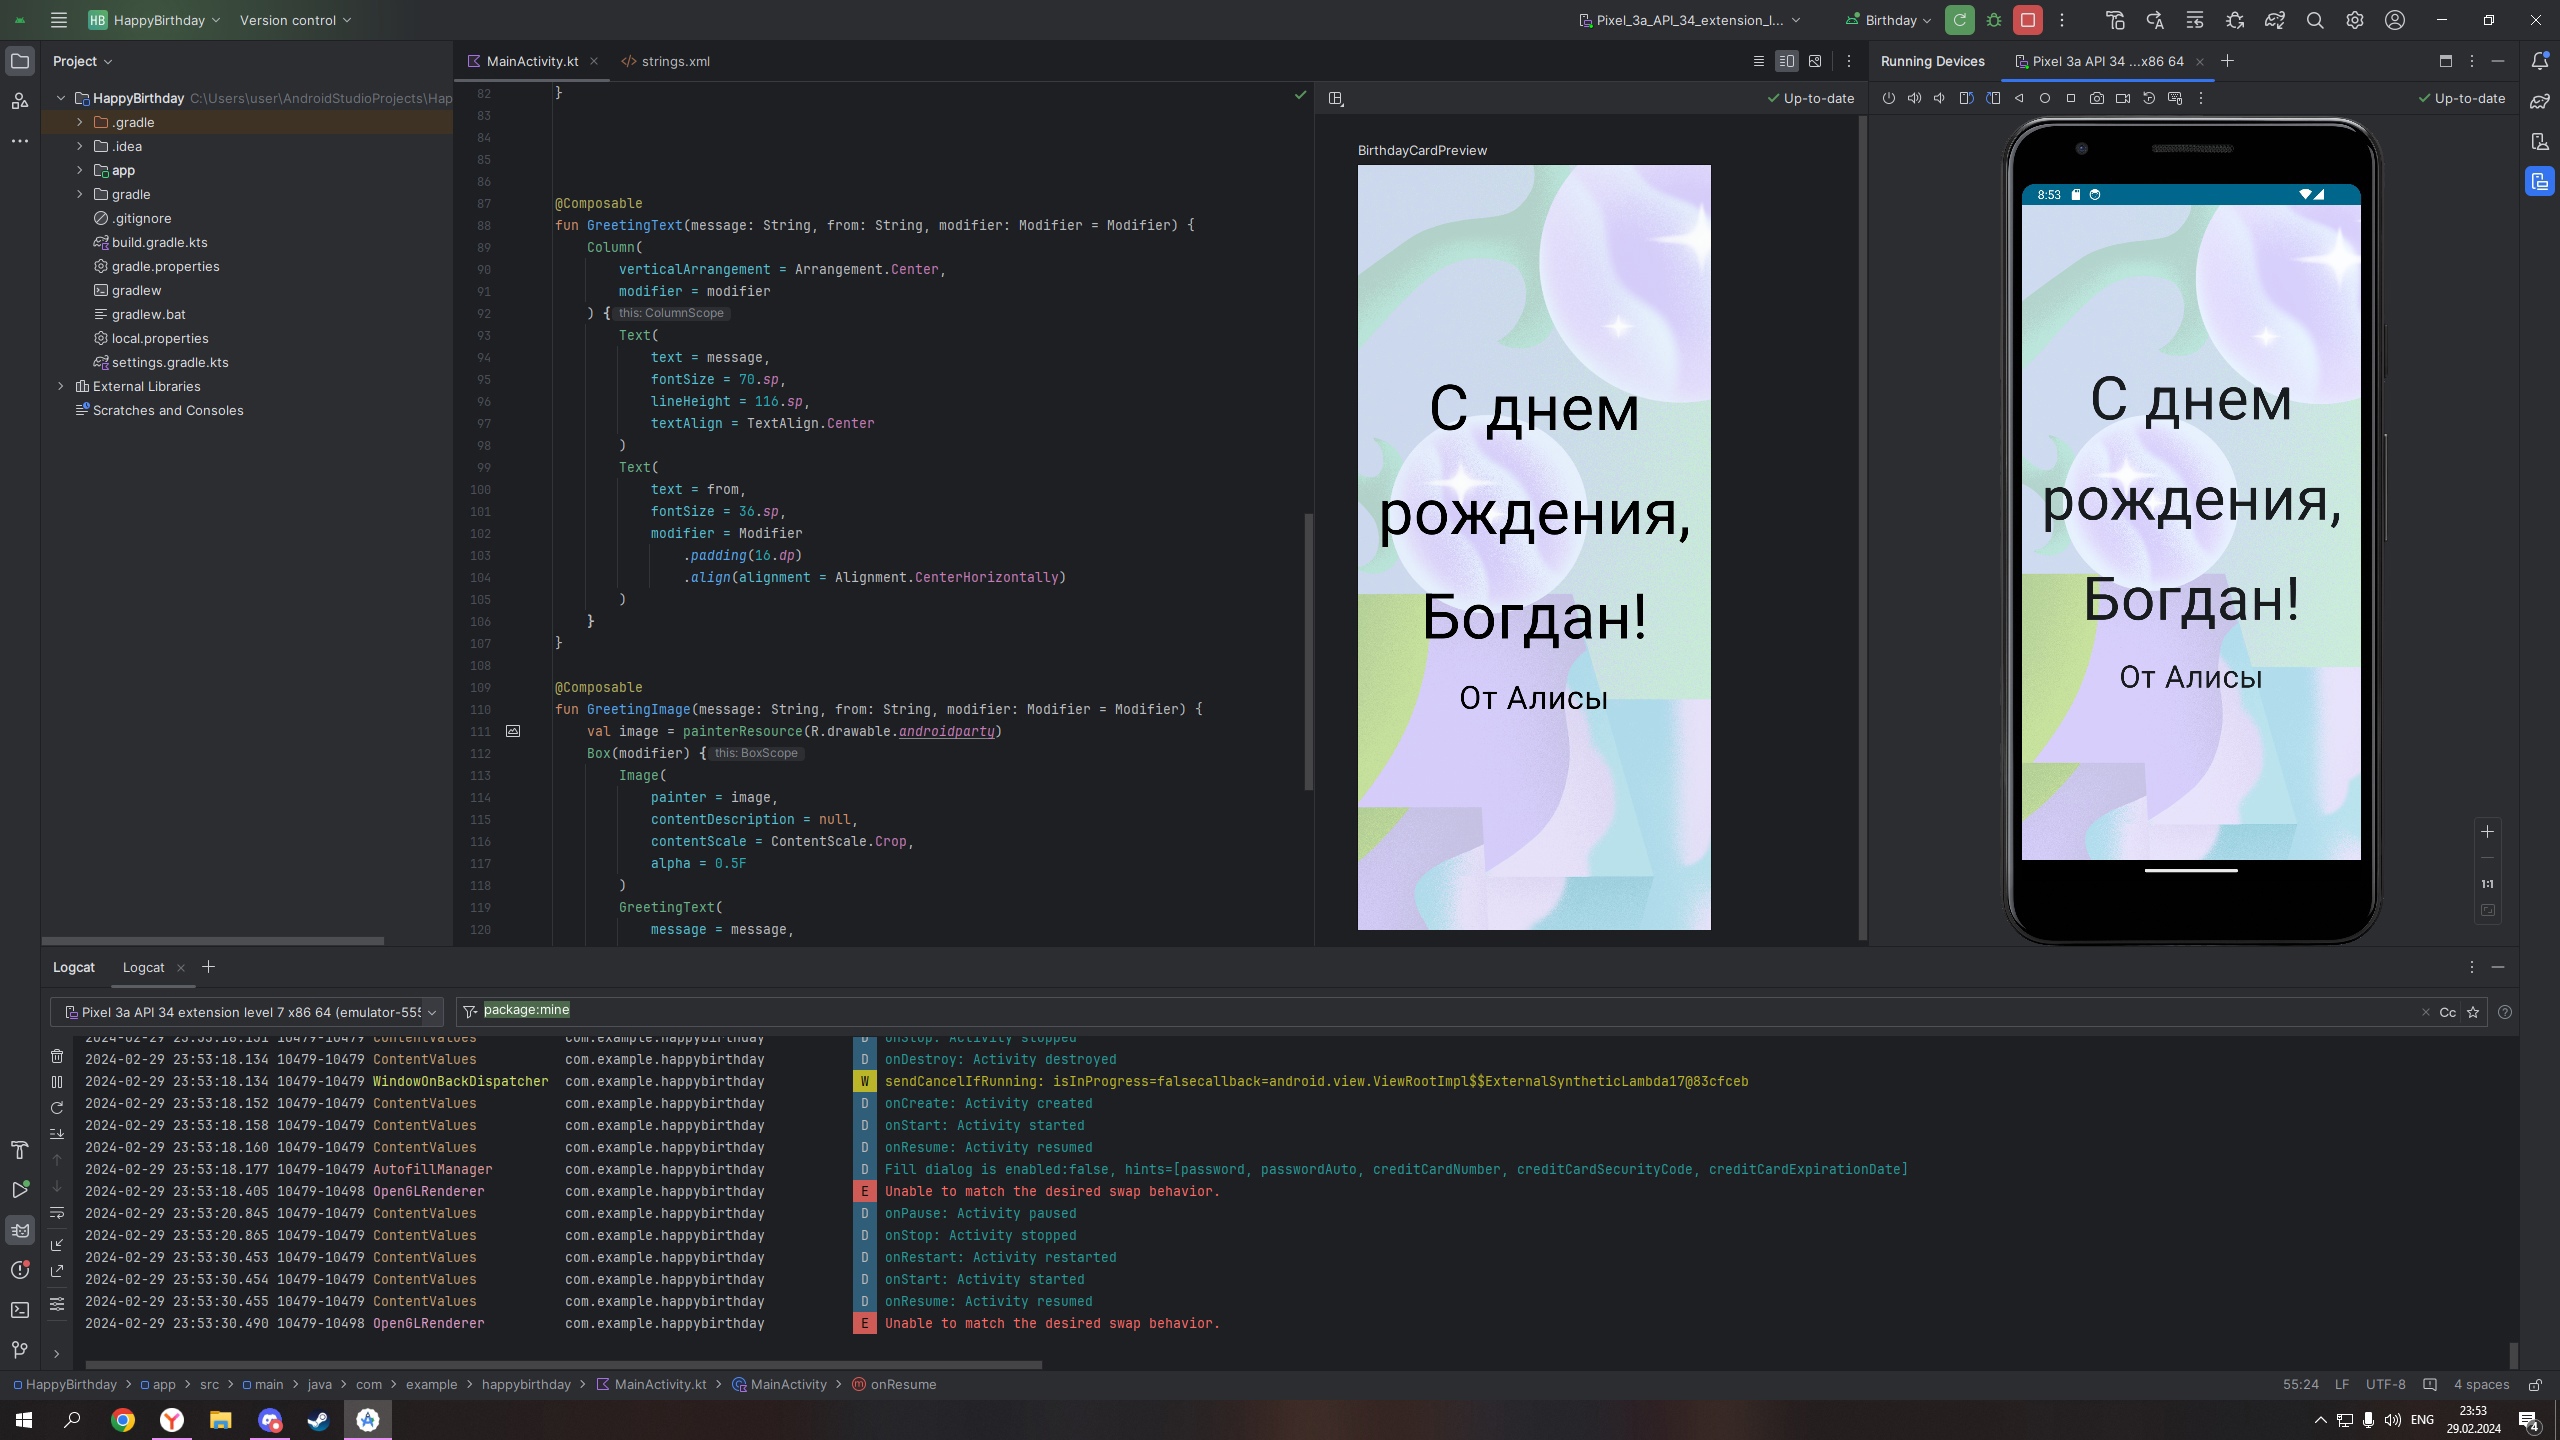 HB HappyBirthday Version control Pixel_3a_API_34_extension_l... Birthday
Project
HappyBirthday C:\Users\user\AndroidStudioProjects\Hap
.gradle
.idea
app
gradle
.gitignore
build.gradle.kts
gradle.properties
gradlew
gradlew.bat
local.properties
settings.gradle.kts
External Libraries
Scratches and Consoles
MainActivity.kt strings.xml
82 }
83
84
85
86
87 @Composable
88 fun GreetingText(message: String, from: String, modifier: Modifier = Modifier) {
89 Column(
90 verticalArrangement = Arrangement.Center,
91 modifier = modifier
92 ) { this: ColumnScope
93 Text(
94 text = message,
95 fontSize = 70.sp,
96 lineHeight = 116.sp,
97 textAlign = TextAlign.Center
98 )
99 Text(
100 text = from,
101 fontSize = 36.sp,
102 modifier = Modifier
103 .padding(16.dp)
104 .align(alignment = Alignment.CenterHorizontally)
105 )
106 }
107 }
108
109 @Composable
110 fun GreetingImage(message: String, from: String, modifier: Modifier = Modifier) {
111 val image = painterResource(R.drawable.androidparty)
112 Box(modifier) { this: BoxScope
113 Image(
114 painter = image,
115 contentDescription = null,
116 contentScale = ContentScale.Crop,
117 alpha = 0.5F
118 )
119 GreetingText(
120 message = message,
Up-to-date
BirthdayCardPreview
С днем
рождения,
Богдан!
От Алисы
Running Devices Pixel 3a API 34 ...x86 64
Up-to-date
8:53
С днем
рождения,
Богдан!
От Алисы
1:1
Logcat Logcat
Pixel 3a API 34 extension level 7 x86 64 (emulator-555 package:mine Cc
2024-02-29 23:53:18.131 10479-10479 ContentValues com.example.happybirthday D onStop: Activity stopped
2024-02-29 23:53:18.134 10479-10479 ContentValues com.example.happybirthday D onDestroy: Activity destroyed
2024-02-29 23:53:18.134 10479-10479 WindowOnBackDispatcher com.example.happybirthday W sendCancelIfRunning: isInProgress=falsecallback=android.view.ViewRootImpl$$ExternalSyntheticLambda17@83cfceb
2024-02-29 23:53:18.152 10479-10479 ContentValues com.example.happybirthday D onCreate: Activity created
2024-02-29 23:53:18.158 10479-10479 ContentValues com.example.happybirthday D onStart: Activity started
2024-02-29 23:53:18.160 10479-10479 ContentValues com.example.happybirthday D onResume: Activity resumed
2024-02-29 23:53:18.177 10479-10479 AutofillManager com.example.happybirthday D Fill dialog is enabled:false, hints=[password, passwordAuto, creditCardNumber, creditCardSecurityCode, creditCardExpirationDate]
2024-02-29 23:53:18.405 10479-10498 OpenGLRenderer com.example.happybirthday E Unable to match the desired swap behavior.
2024-02-29 23:53:20.845 10479-10479 ContentValues com.example.happybirthday D onPause: Activity paused
2024-02-29 23:53:20.865 10479-10479 ContentValues com.example.happybirthday D onStop: Activity stopped
2024-02-29 23:53:30.453 10479-10479 ContentValues com.example.happybirthday D onRestart: Activity restarted
2024-02-29 23:53:30.454 10479-10479 ContentValues com.example.happybirthday D onStart: Activity started
2024-02-29 23:53:30.455 10479-10479 ContentValues com.example.happybirthday D onResume: Activity resumed
2024-02-29 23:53:30.490 10479-10498 OpenGLRenderer com.example.happybirthday E Unable to match the desired swap behavior.
HappyBirthday > app > src > main > java > com > example > happybirthday > MainActivity.kt > MainActivity > onResume 55:24 LF UTF-8 4 spaces
ENG 23:53
29.02.2024 4